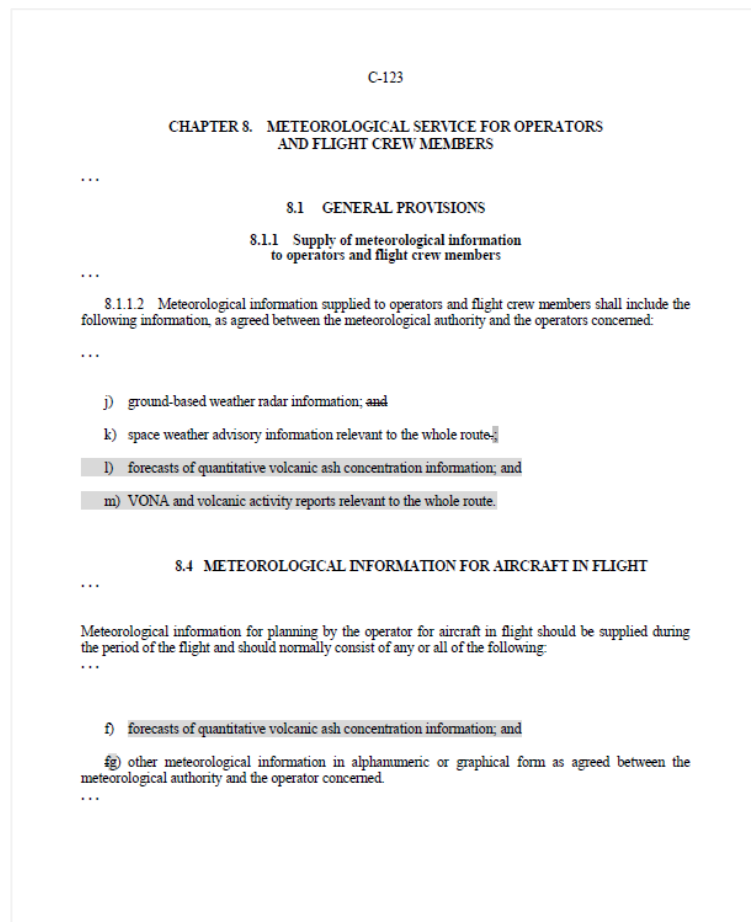 C-123
CHAPTER 8. METEOROLOGICAL SERVICE FOR OPERATORS
AND FLIGHT CREW MEMBERS
. . .
8.1 GENERAL PROVISIONS
8.1.1 Supply of meteorological information
to operators and flight crew members
. . .
8.1.1.2 Meteorological information supplied to operators and flight crew members shall include the
following information, as agreed between the meteorological authority and the operators concerned:
. . .
j) ground-based weather radar information; and
k) space weather advisory information relevant to the whole route.;
l) forecasts of quantitative volcanic ash concentration information; and
m) VONA and volcanic activity reports relevant to the whole route.
8.4 METEOROLOGICAL INFORMATION FOR AIRCRAFT IN FLIGHT
. . .
Meteorological information for planning by the operator for aircraft in flight should be supplied during
the period of the flight and should normally consist of any or all of the following:
. . .
f) forecasts of quantitative volcanic ash concentration information; and
fg) other meteorological information in alphanumeric or graphical form as agreed between the
meteorological authority and the operator concerned.
. . .